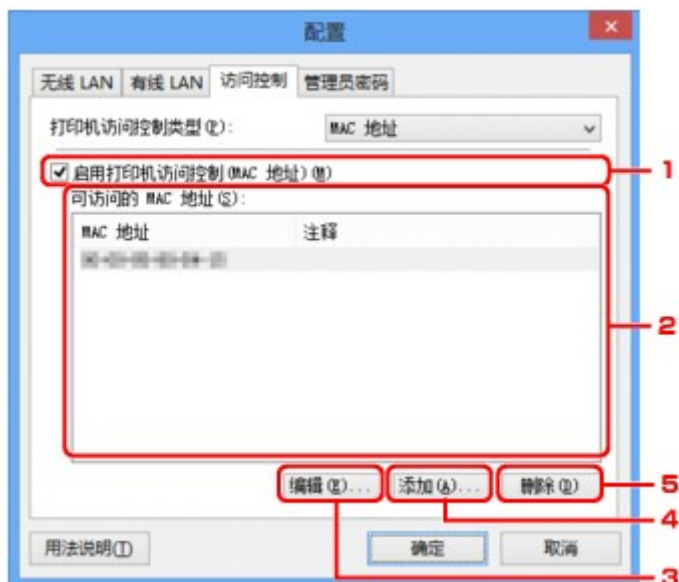 配置
无线 LAN 有线 LAN 访问控制 管理员密码
打印机访问控制类型(P): MAC 地址
启用打印机访问控制(MAC 地址)(M) 1
可访问的 MAC 地址(S):
MAC 地址 注释
2
编辑(E)... 添加(A)... 删除(D) 5
4
用法说明(I) 确定 取消
3